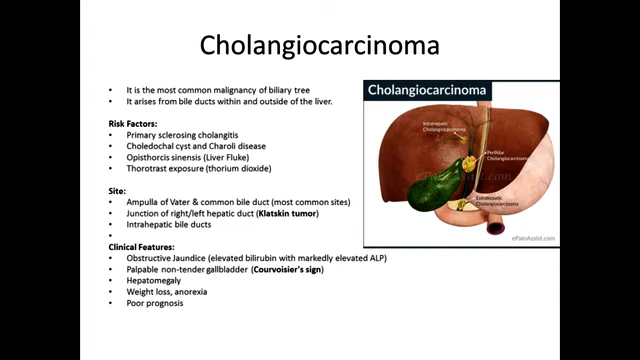 Cholangiocarcinoma
• It is the most common malignancy of biliary tree
• It arises from bile ducts within and outside of the liver.
Risk Factors:
• Primary sclerosing cholangitis
• Choledochal cyst and Charoli disease
• Opisthorcis sinensis (Liver Fluke)
• Thorotrast exposure (thorium dioxide)
Site:
• Ampulla of Vater & common bile duct (most common sites)
• Junction of right/left hepatic duct (Klatskin tumor)
• Intrahepatic bile ducts
•
Clinical Features:
• Obstructive Jaundice (elevated bilirubin with markedly elevated ALP)
• Palpable non-tender gallbladder (Courvoisier's sign)
• Hepatomegaly
• Weight loss, anorexia
• Poor prognosis
Cholangiocarcinoma
Intrahepatic
Cholangiocarcinoma
Perihilar
Cholangiocarcinoma
Extrahepatic
Cholangiocarcinoma
ePainAssist.com
ePainAssist.com